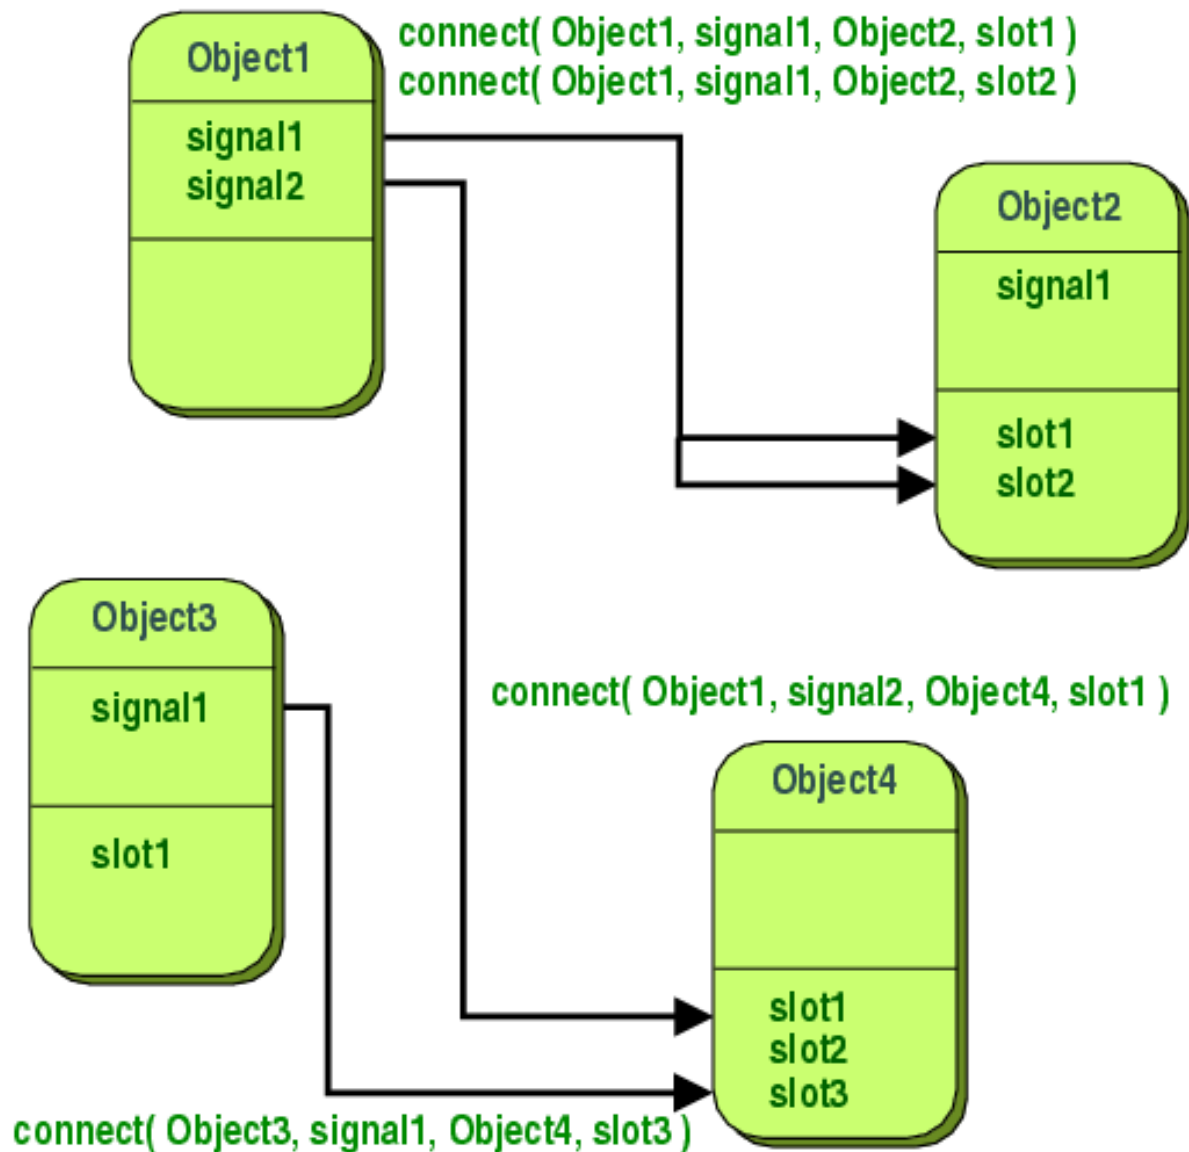 Object1
signal1
signal2
connect( Object1, signal1, Object2, slot1 )
connect( Object1, signal1, Object2, slot2 )
Object2
signal1
slot1
slot2
Object3
signal1
slot1
connect( Object1, signal2, Object4, slot1 )
Object4
slot1
slot2
slot3
connect( Object3, signal1, Object4, slot3 )